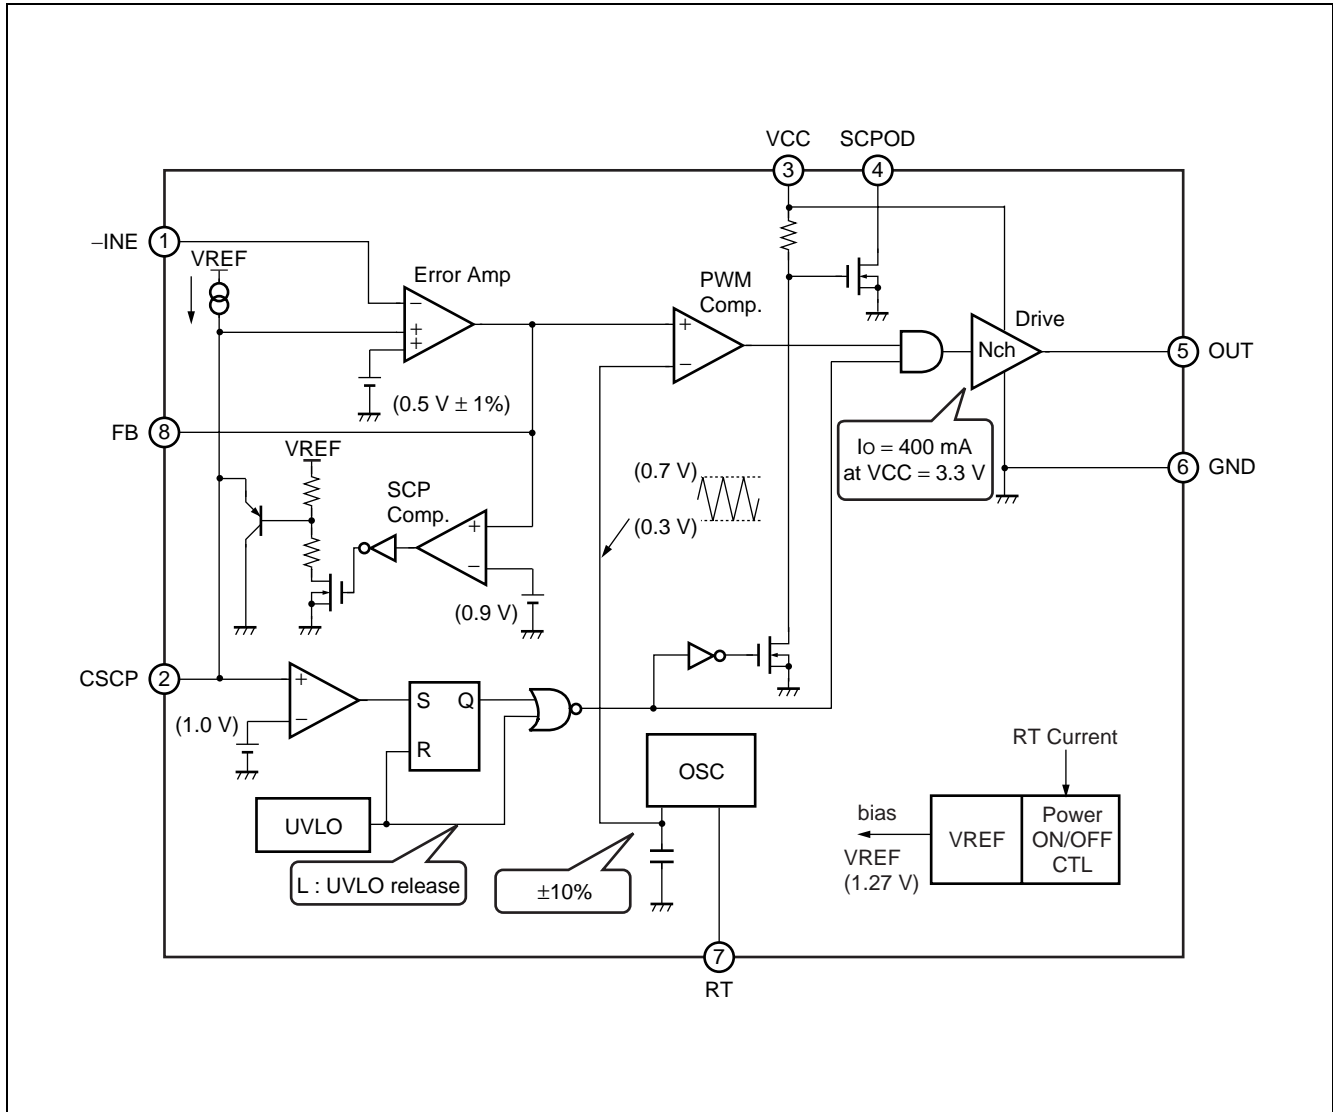 VCC SCPOD
3 4
–INE 1
VREF
Error Amp
–
+
+
(0.5 V ± 1%)
PWM
Comp.
+
–
Drive
Nch
5 OUT
IO = 400 mA
at VCC = 3.3 V
6 GND
FB 8
VREF
SCP
Comp.
+
–
(0.9 V)
(0.7 V)
(0.3 V)
CSCP 2
+
–
(1.0 V)
S Q
R
UVLO
L : UVLO release
OSC
±10%
RT Current
bias
VREF
(1.27 V)
VREF
Power
ON/OFF
CTL
7
RT